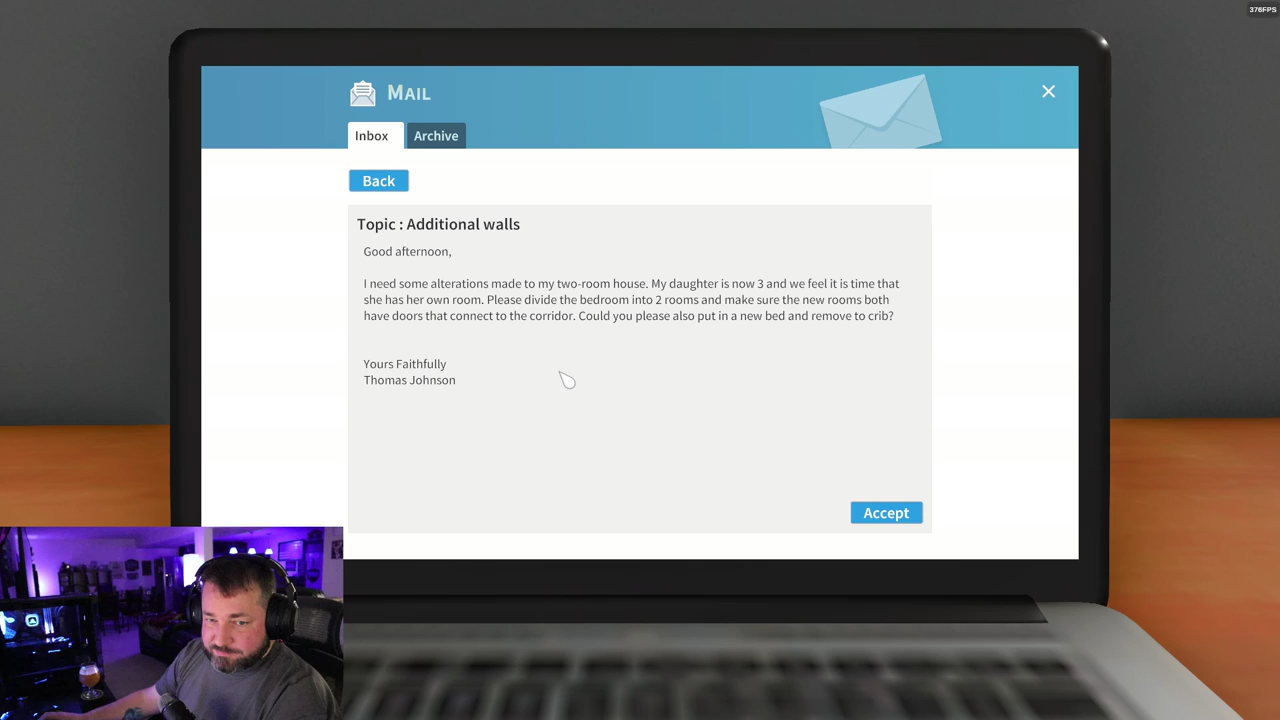 376FPS
MAIL
Inbox
Archive
Back
Topic : Additional walls
Good afternoon,
I need some alterations made to my two-room house. My daughter is now 3 and we feel it is time that
she has her own room. Please divide the bedroom into 2 rooms and make sure the new rooms both
have doors that connect to the corridor. Could you please also put in a new bed and remove to crib?
Yours Faithfully
Thomas Johnson
Accept